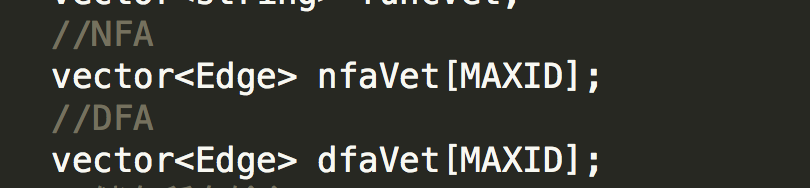 //NFA
vector<Edge> nfaVet[MAXID];
//DFA
vector<Edge> dfaVet[MAXID];